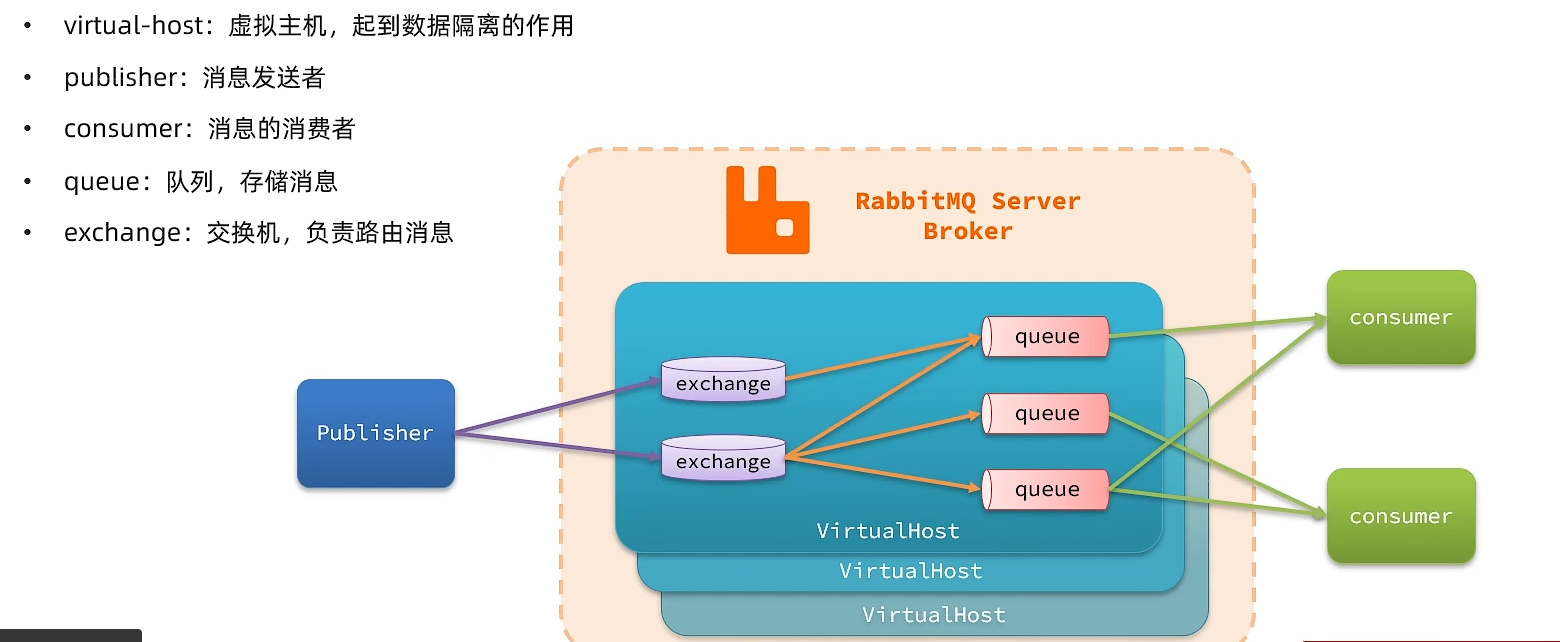 • virtual-host：虚拟主机，起到数据隔离的作用
• publisher：消息发送者
• consumer：消息的消费者
• queue：队列，存储消息
• exchange：交换机，负责路由消息
RabbitMQ Server
Broker
Publisher
exchange
exchange
queue
queue
queue
VirtualHost
VirtualHost
VirtualHost
consumer
consumer